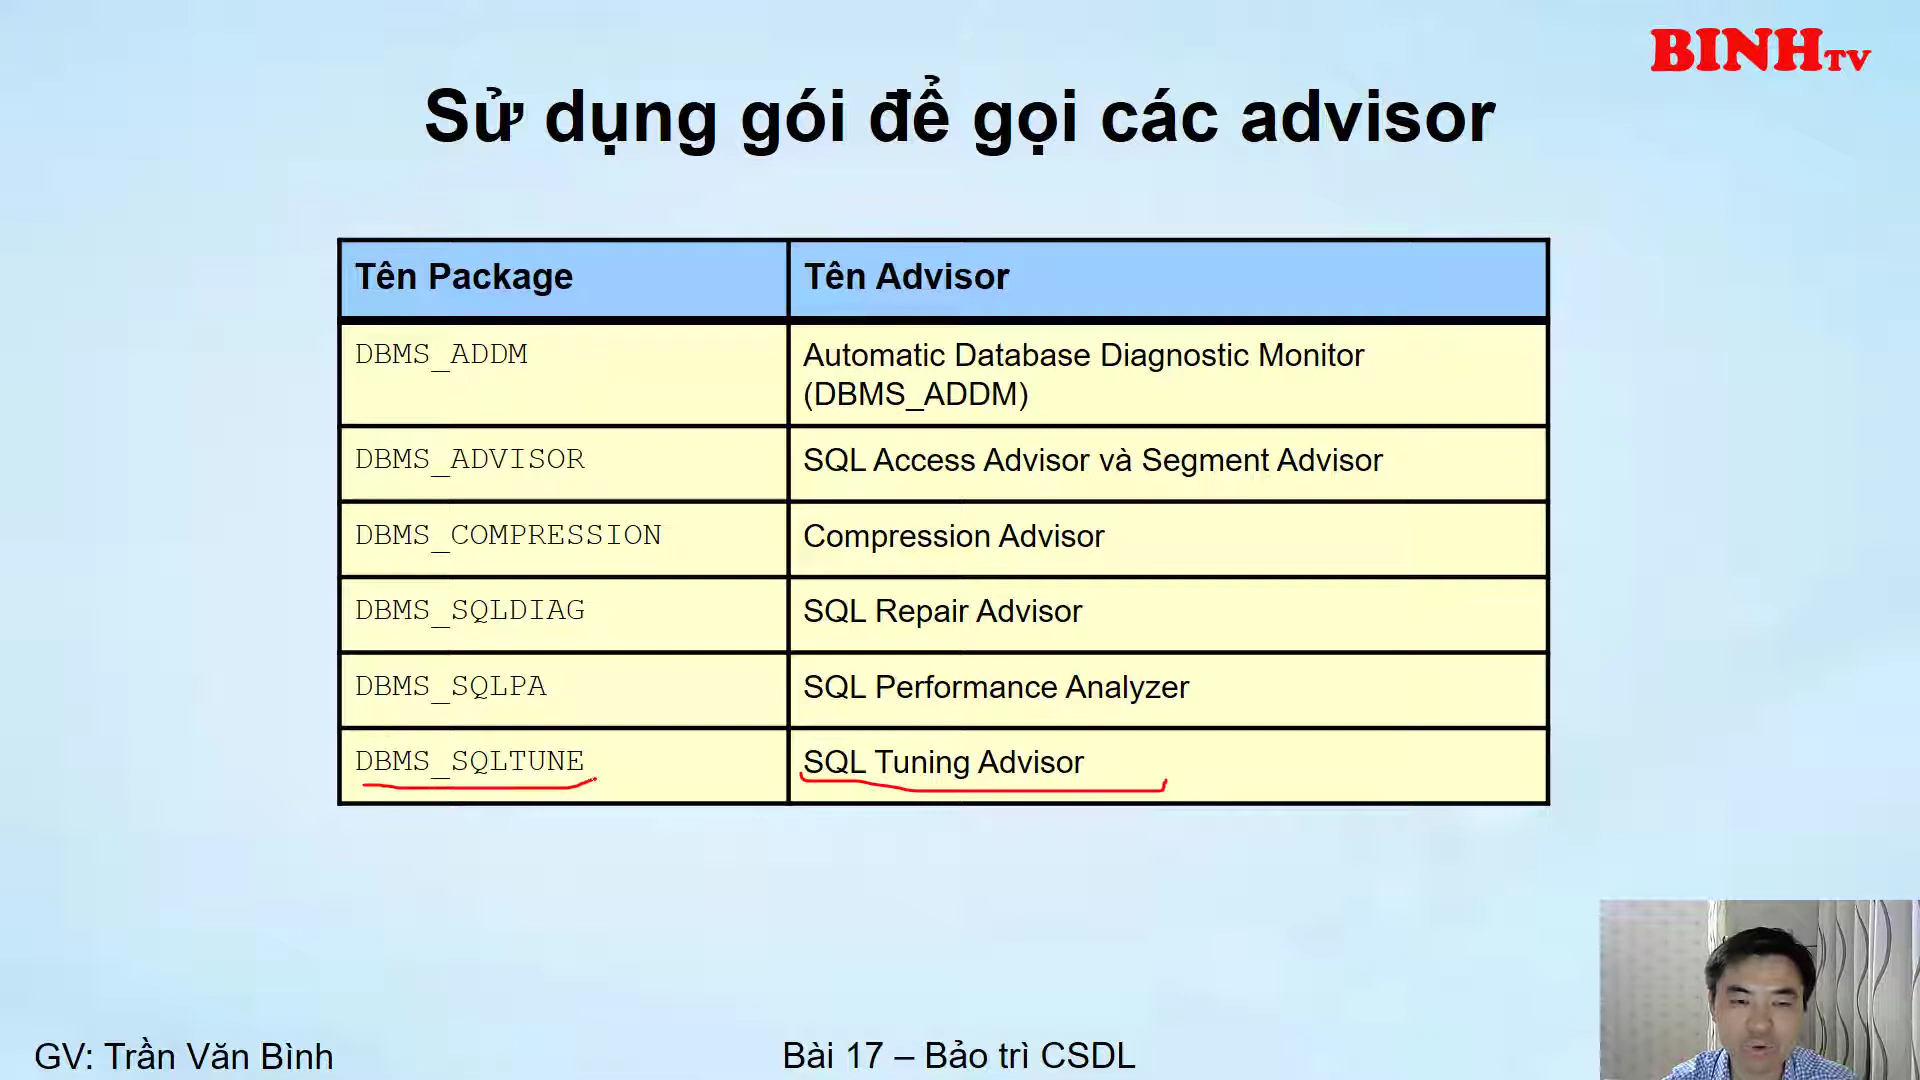 BINHTV
Sử dụng gói để gọi các advisor
Tên Package
Tên Advisor
DBMS_ADDM
Automatic Database Diagnostic Monitor
(DBMS_ADDM)
DBMS_ADVISOR
SQL Access Advisor và Segment Advisor
DBMS_COMPRESSION
Compression Advisor
DBMS_SQLDIAG
SQL Repair Advisor
DBMS_SQLPA
SQL Performance Analyzer
DBMS_SQLTUNE
SQL Tuning Advisor
GV: Trần Văn Bình
Bài 17 – Bảo trì CSDL